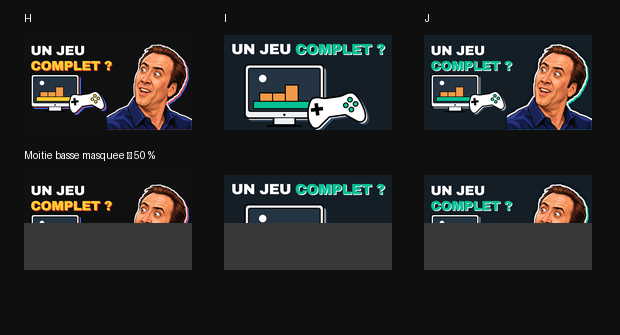 H
I
J
UN JEU
COMPLET ?
UN JEU COMPLET ?
UN JEU
COMPLET ?
Moitie basse masquee 50 %
UN JEU
COMPLET ?
UN JEU COMPLET ?
UN JEU
COMPLET ?